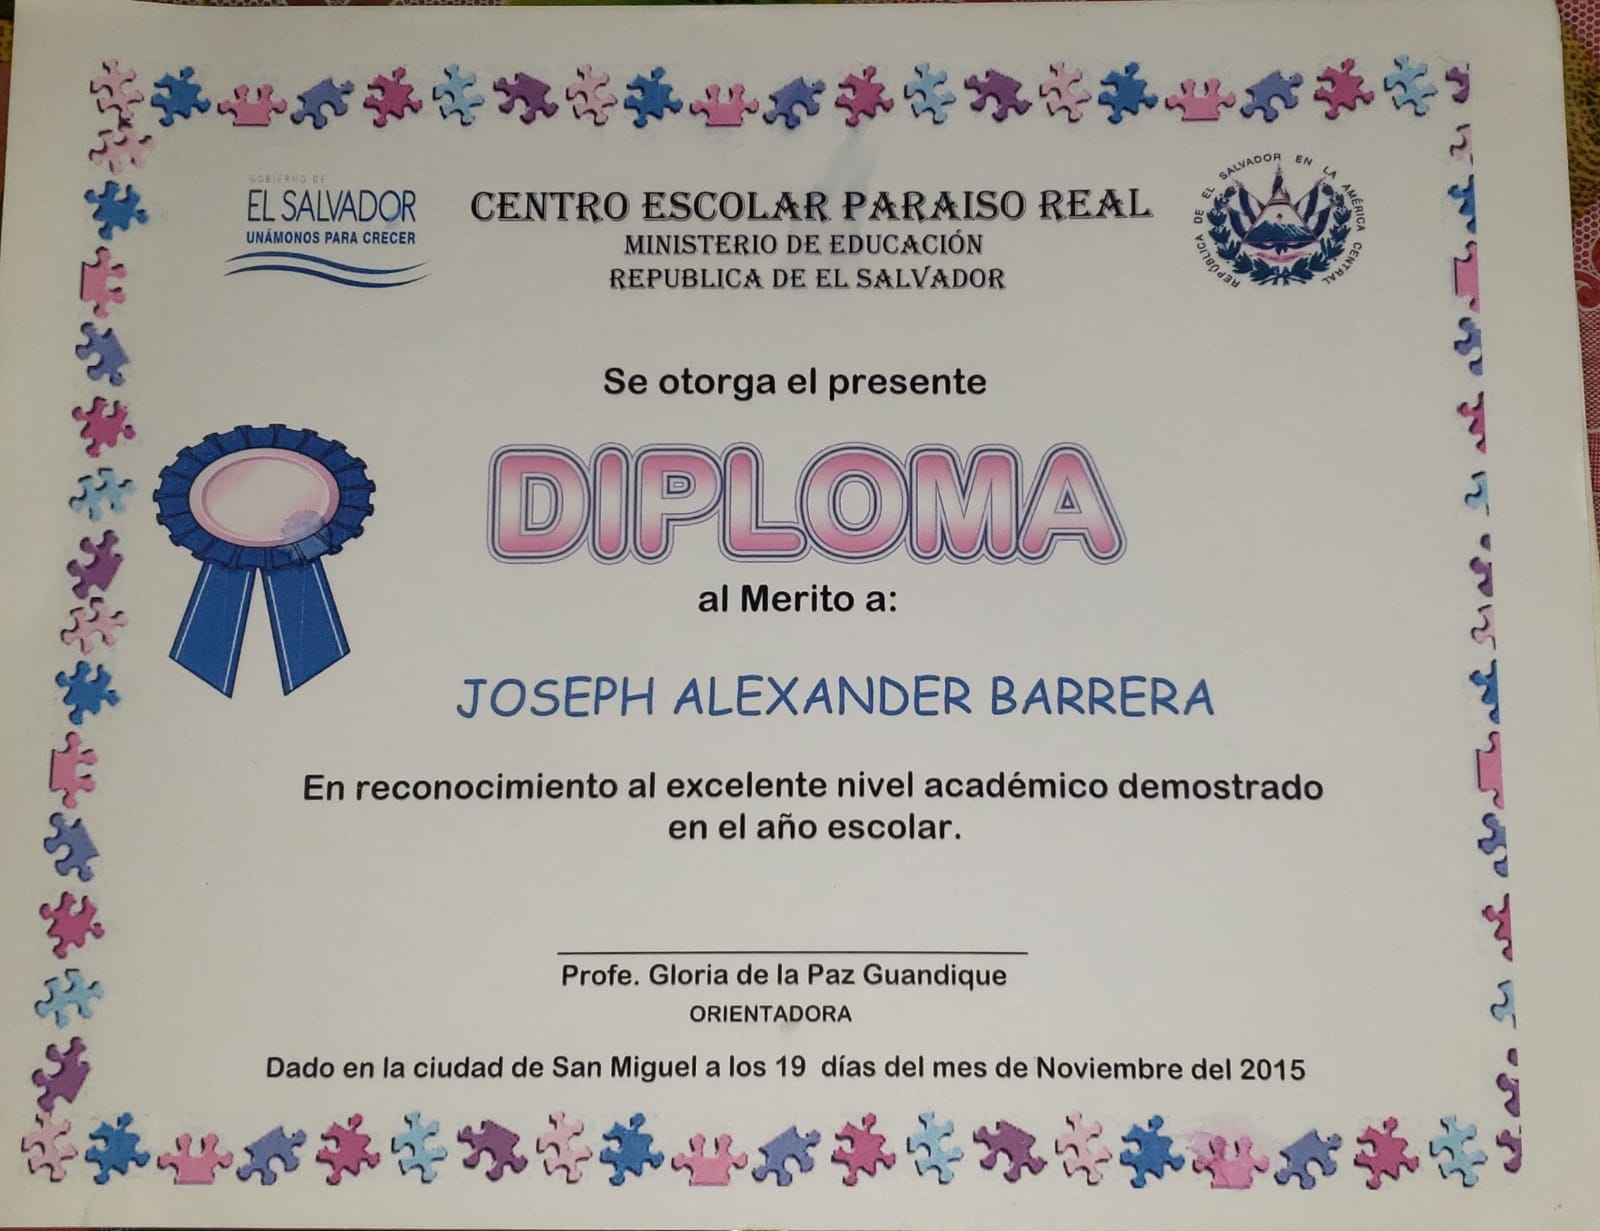 GOBIERNO DE
EL SALVADOR
UNÁMONOS PARA CRECER
CENTRO ESCOLAR PARAISO REAL
MINISTERIO DE EDUCACIÓN
REPUBLICA DE EL SALVADOR
REPÚBLICA DE EL SALVADOR EN LA AMÉRICA CENTRAL
Se otorga el presente
DIPLOMA
al Merito a:
JOSEPH ALEXANDER BARRERA
En reconocimiento al excelente nivel académico demostrado
en el año escolar.
Profe. Gloria de la Paz Guandique
ORIENTADORA
Dado en la ciudad de San Miguel a los 19 días del mes de Noviembre del 2015